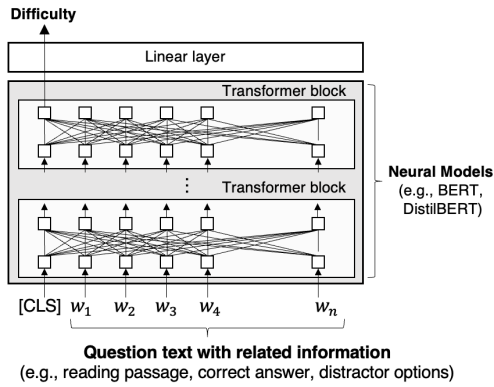 Difficulty
Linear layer
Transformer block
⋮
Transformer block
Neural Models
(e.g., BERT,
DistilBERT)
[CLS] w₁ w₂ w₃ w₄ wₙ
Question text with related information
(e.g., reading passage, correct answer, distractor options)